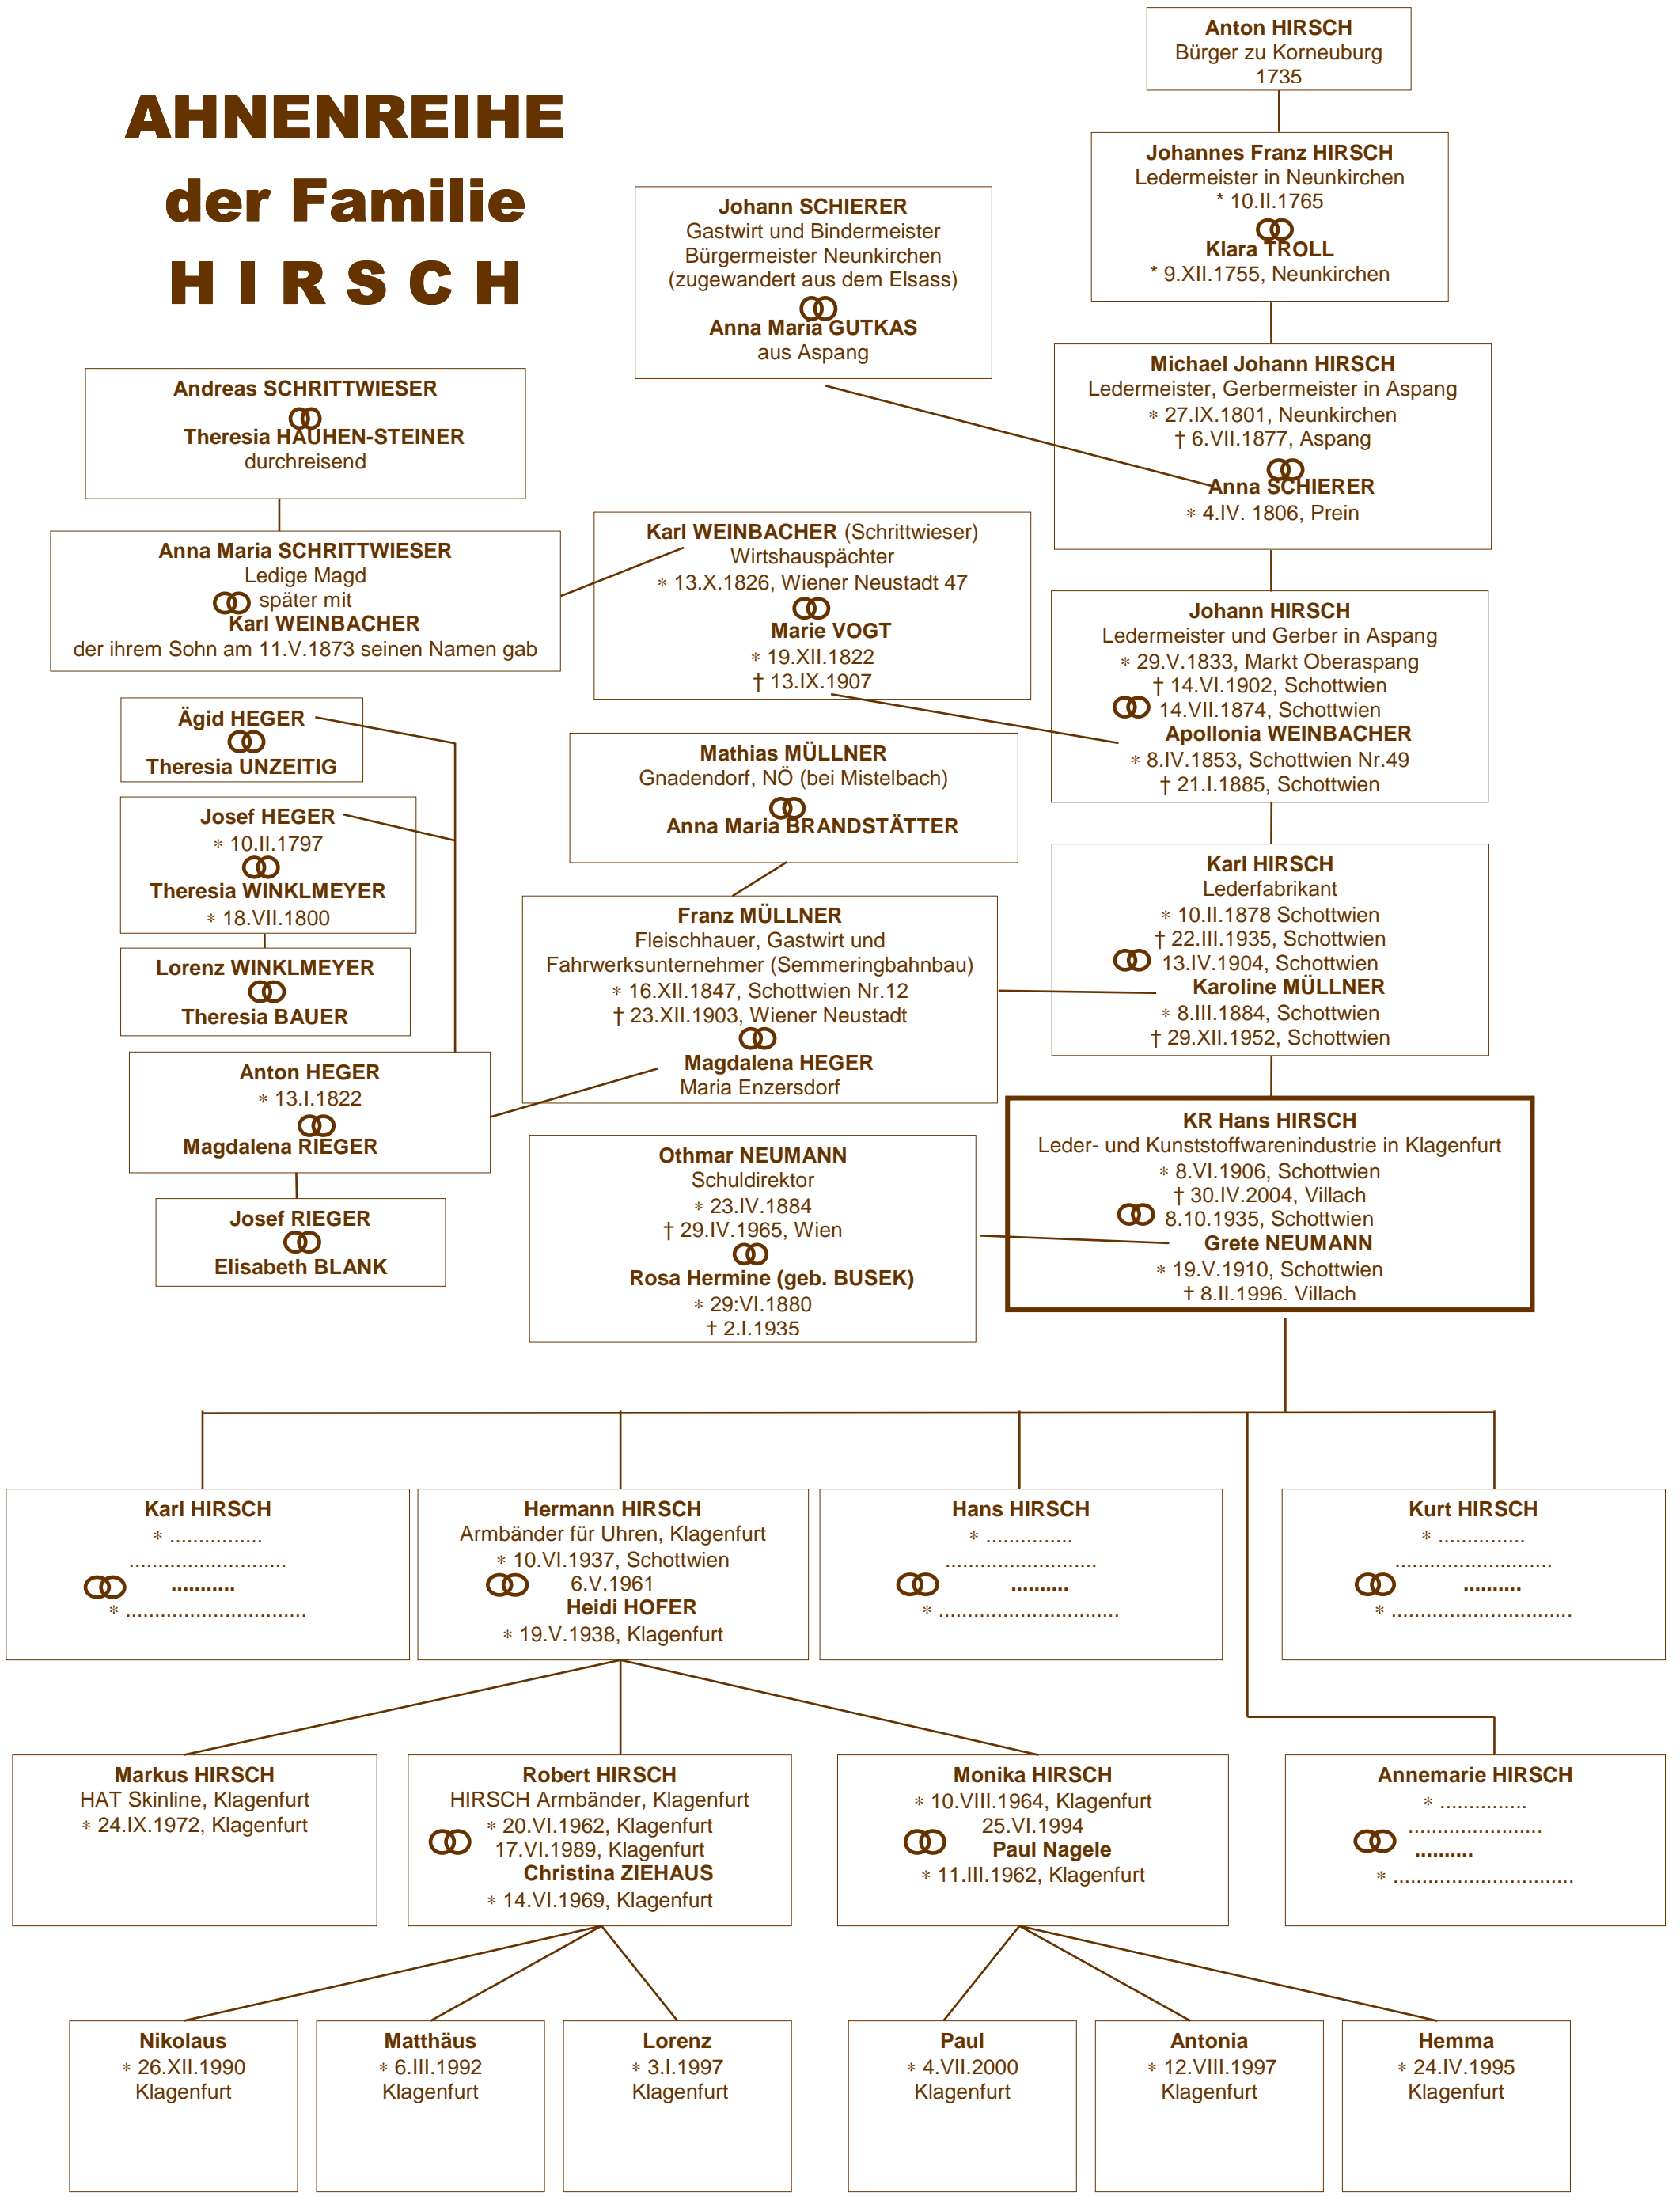 AHNENREIHE
der Familie
H I R S C H
Anton HIRSCH
Bürger zu Korneuburg
1735
Johannes Franz HIRSCH
Ledermeister in Neunkirchen
* 10.II.1765
Klara TROLL
* 9.XII.1755, Neunkirchen
Johann SCHIERER
Gastwirt und Bindermeister
Bürgermeister Neunkirchen
(zugewandert aus dem Elsass)
Anna Maria GUTKAS
aus Aspang
Michael Johann HIRSCH
Ledermeister, Gerbermeister in Aspang
* 27.IX.1801, Neunkirchen
† 6.VII.1877, Aspang
Anna SCHIERER
* 4.IV. 1806, Prein
Andreas SCHRITTWIESER
Theresia HAUHEN-STEINER
durchreisend
Anna Maria SCHRITTWIESER
Ledige Magd
später mit
Karl WEINBACHER
der ihrem Sohn am 11.V.1873 seinen Namen gab
Karl WEINBACHER (Schrittwieser)
Wirtshauspächter
* 13.X.1826, Wiener Neustadt 47
Marie VOGT
* 19.XII.1822
† 13.IX.1907
Johann HIRSCH
Ledermeister und Gerber in Aspang
* 29.V.1833, Markt Oberaspang
† 14.VI.1902, Schottwien
14.VII.1874, Schottwien
Apollonia WEINBACHER
* 8.IV.1853, Schottwien Nr.49
† 21.I.1885, Schottwien
Ägid HEGER
Theresia UNZEITIG
Josef HEGER
* 10.II.1797
Theresia WINKLMEYER
* 18.VII.1800
Lorenz WINKLMEYER
Theresia BAUER
Mathias MÜLLNER
Gnadendorf, NÖ (bei Mistelbach)
Anna Maria BRANDSTÄTTER
Franz MÜLLNER
Fleischhauer, Gastwirt und
Fahrwerksunternehmer (Semmeringbahnbau)
* 16.XII.1847, Schottwien Nr.12
† 23.XII.1903, Wiener Neustadt
Magdalena HEGER
Maria Enzersdorf
Karl HIRSCH
Lederfabrikant
* 10.II.1878 Schottwien
† 22.III.1935, Schottwien
13.IV.1904, Schottwien
Karoline MÜLLNER
* 8.III.1884, Schottwien
† 29.XII.1952, Schottwien
Anton HEGER
* 13.I.1822
Magdalena RIEGER
Josef RIEGER
Elisabeth BLANK
Othmar NEUMANN
Schuldirektor
* 23.IV.1884
† 29.IV.1965, Wien
Rosa Hermine (geb. BUSEK)
* 29:VI.1880
† 2.I.1935
KR Hans HIRSCH
Leder- und Kunststoffwarenindustrie in Klagenfurt
* 8.VI.1906, Schottwien
† 30.IV.2004, Villach
8.10.1935, Schottwien
Grete NEUMANN
* 19.V.1910, Schottwien
† 8.II.1996, Villach
Karl HIRSCH
* ................
...........................
...........
* ...............................
Hermann HIRSCH
Armbänder für Uhren, Klagenfurt
* 10.VI.1937, Schottwien
6.V.1961
Heidi HOFER
* 19.V.1938, Klagenfurt
Hans HIRSCH
* ...............
..........................
..........
* ...............................
Kurt HIRSCH
* ...............
...........................
..........
* ...............................
Markus HIRSCH
HAT Skinline, Klagenfurt
* 24.IX.1972, Klagenfurt
Robert HIRSCH
HIRSCH Armbänder, Klagenfurt
* 20.VI.1962, Klagenfurt
17.VI.1989, Klagenfurt
Christina ZIEHAUS
* 14.VI.1969, Klagenfurt
Monika HIRSCH
* 10.VIII.1964, Klagenfurt
25.VI.1994
Paul Nagele
* 11.III.1962, Klagenfurt
Annemarie HIRSCH
* ...............
.......................
..........
* ...............................
Nikolaus
* 26.XII.1990
Klagenfurt
Matthäus
* 6.III.1992
Klagenfurt
Lorenz
* 3.I.1997
Klagenfurt
Paul
* 4.VII.2000
Klagenfurt
Antonia
* 12.VIII.1997
Klagenfurt
Hemma
* 24.IV.1995
Klagenfurt